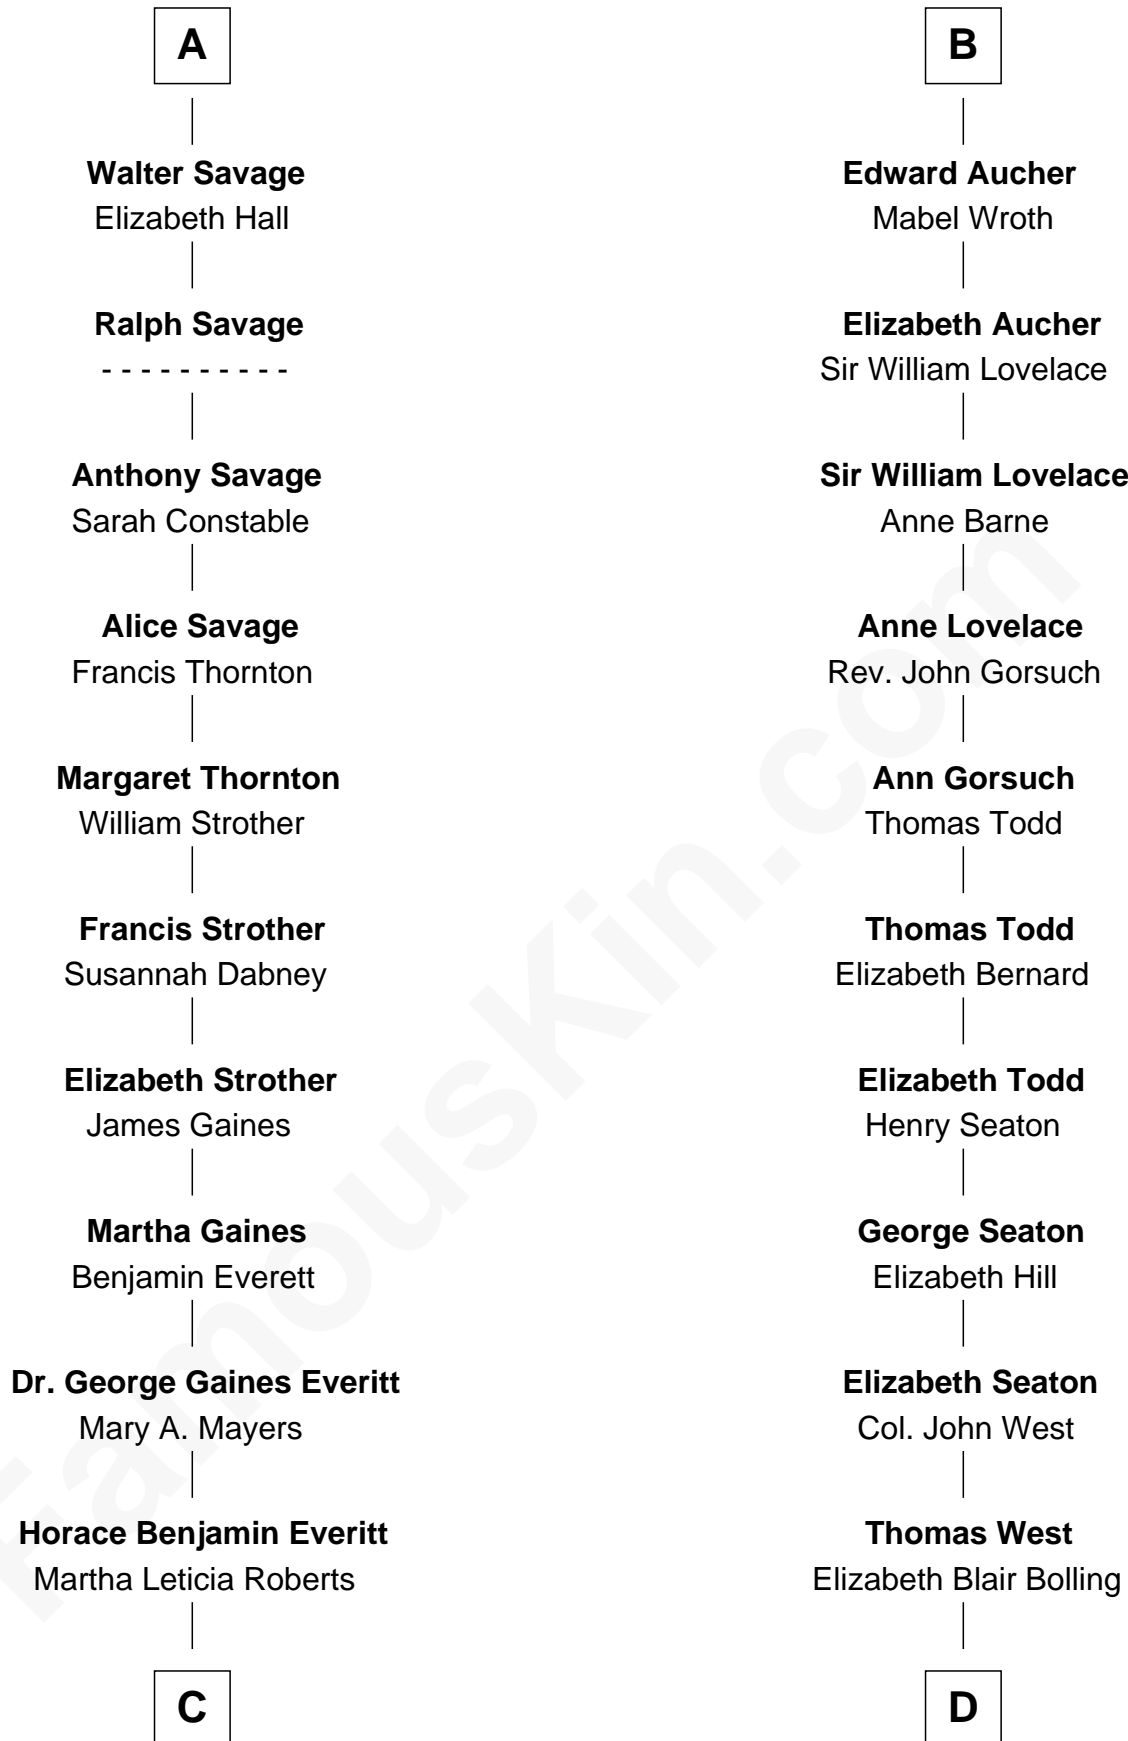 A
Walter Savage
Elizabeth Hall
Ralph Savage
- - - - - - - - - -
Anthony Savage
Sarah Constable
Alice Savage
Francis Thornton
Margaret Thornton
William Strother
Francis Strother
Susannah Dabney
Elizabeth Strother
James Gaines
Martha Gaines
Benjamin Everett
Dr. George Gaines Everitt
Mary A. Mayers
Horace Benjamin Everitt
Martha Leticia Roberts
C
B
Edward Aucher
Mabel Wroth
Elizabeth Aucher
Sir William Lovelace
Sir William Lovelace
Anne Barne
Anne Lovelace
Rev. John Gorsuch
Ann Gorsuch
Thomas Todd
Thomas Todd
Elizabeth Bernard
Elizabeth Todd
Henry Seaton
George Seaton
Elizabeth Hill
Elizabeth Seaton
Col. John West
Thomas West
Elizabeth Blair Bolling
D
FamousKin.com